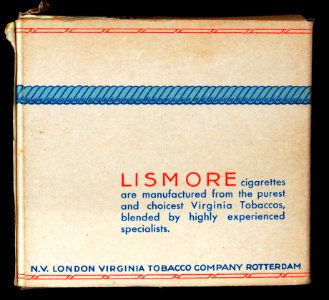 LISMORE cigarettes
are manufactured from the purest
and choicest Virginia Tobaccos,
blended by highly experienced
specialists.
N.V. LONDON VIRGINIA TOBACCO COMPANY ROTTERDAM